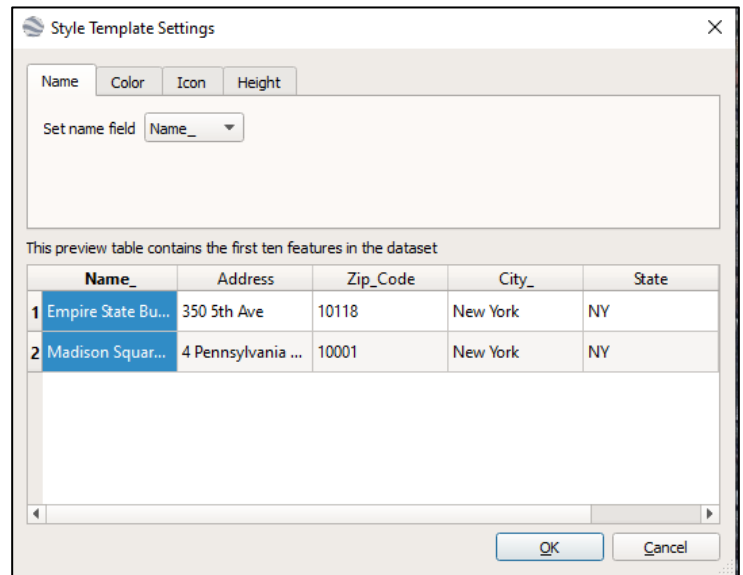 Style Template Settings
Name Color Icon Height
Set name field Name_
This preview table contains the first ten features in the dataset
Name_ Address Zip_Code City_ State
1 Empire State Bu... 350 5th Ave 10118 New York NY
2 Madison Squar... 4 Pennsylvania ... 10001 New York NY
OK Cancel